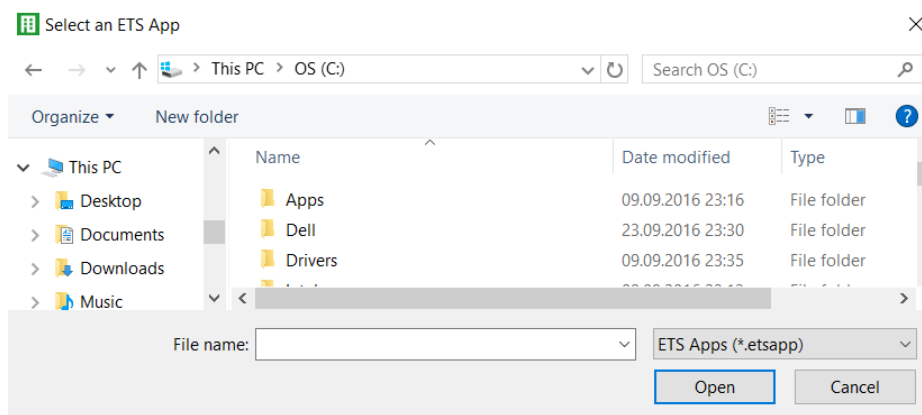 Select an ETS App
This PC > OS (C:)
Search OS (C:)
Organize
New folder
?
Name
Date modified
Type
This PC
Desktop
Documents
Downloads
Music
Apps 09.09.2016 23:16 File folder
Dell 23.09.2016 23:30 File folder
Drivers 09.09.2016 23:35 File folder
File name:
ETS Apps (*.etsapp)
Open
Cancel